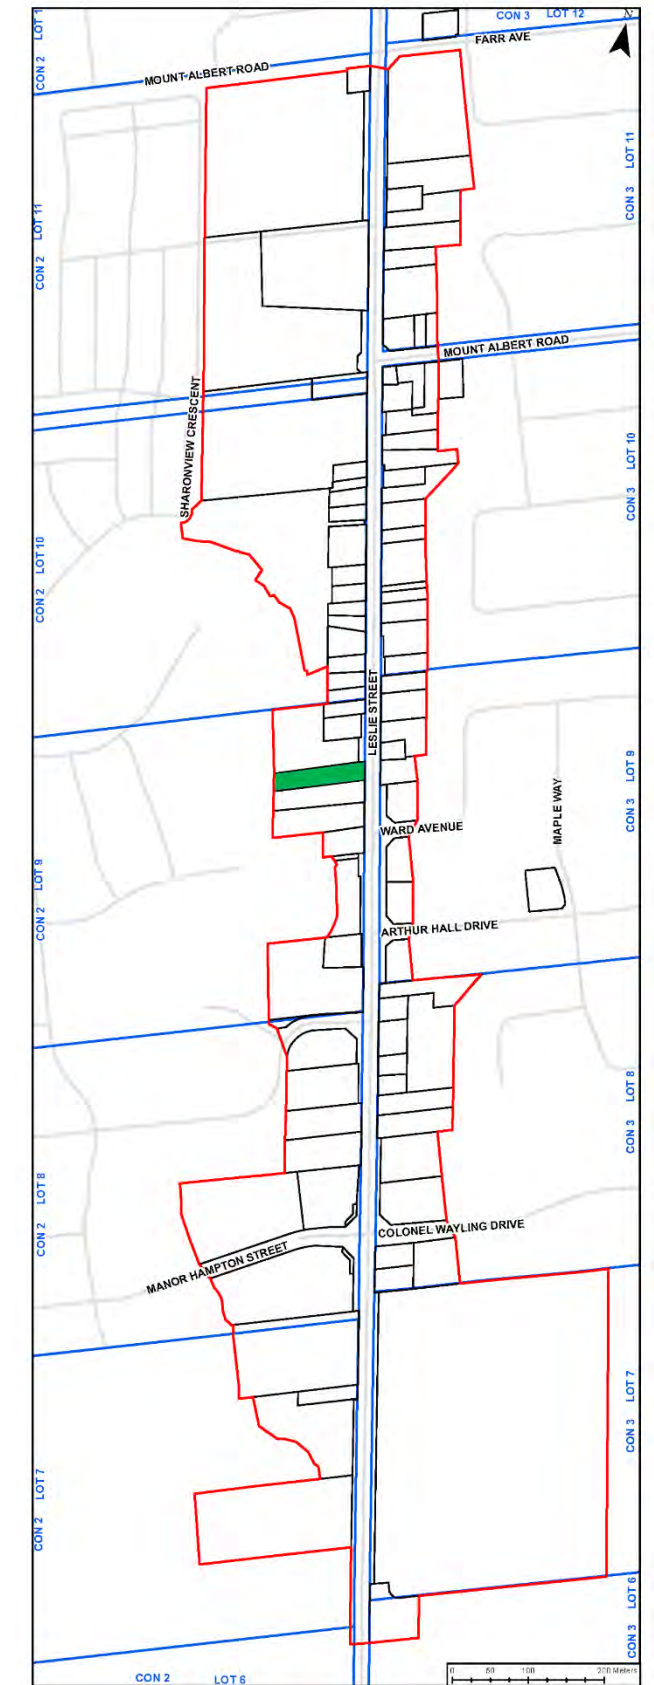 CON 3 LOT 12
N
FARR AVE
CON 2 LOT 1
MOUNT ALBERT ROAD
CON 3 LOT 11
CON 2 LOT 11
MOUNT ALBERT ROAD
SHARONVIEW CRESCENT
CON 3 LOT 10
CON 2 LOT 10
LESLIE STREET
CON 3 LOT 9
MAPLE WAY
WARD AVENUE
CON 2 LOT 9
ARTHUR HALL DRIVE
CON 3 LOT 8
CON 2 LOT 8
COLONEL WAYLING DRIVE
MANOR HAMPTON STREET
CON 3 LOT 7
CON 2 LOT 7
CON 3 LOT 6
0 50 100 200 Meters
CON 2 LOT 6